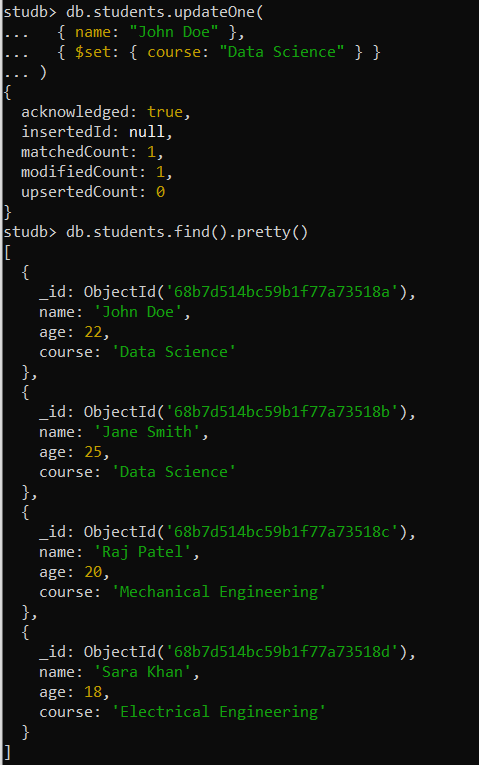 studb> db.students.updateOne(
...   { name: "John Doe" },
...   { $set: { course: "Data Science" } }
... )
{
  acknowledged: true,
  insertedId: null,
  matchedCount: 1,
  modifiedCount: 1,
  upsertedCount: 0
}
studb> db.students.find().pretty()
[
  {
    _id: ObjectId('68b7d514bc59b1f77a73518a'),
    name: 'John Doe',
    age: 22,
    course: 'Data Science'
  },
  {
    _id: ObjectId('68b7d514bc59b1f77a73518b'),
    name: 'Jane Smith',
    age: 25,
    course: 'Data Science'
  },
  {
    _id: ObjectId('68b7d514bc59b1f77a73518c'),
    name: 'Raj Patel',
    age: 20,
    course: 'Mechanical Engineering'
  },
  {
    _id: ObjectId('68b7d514bc59b1f77a73518d'),
    name: 'Sara Khan',
    age: 18,
    course: 'Electrical Engineering'
  }
]